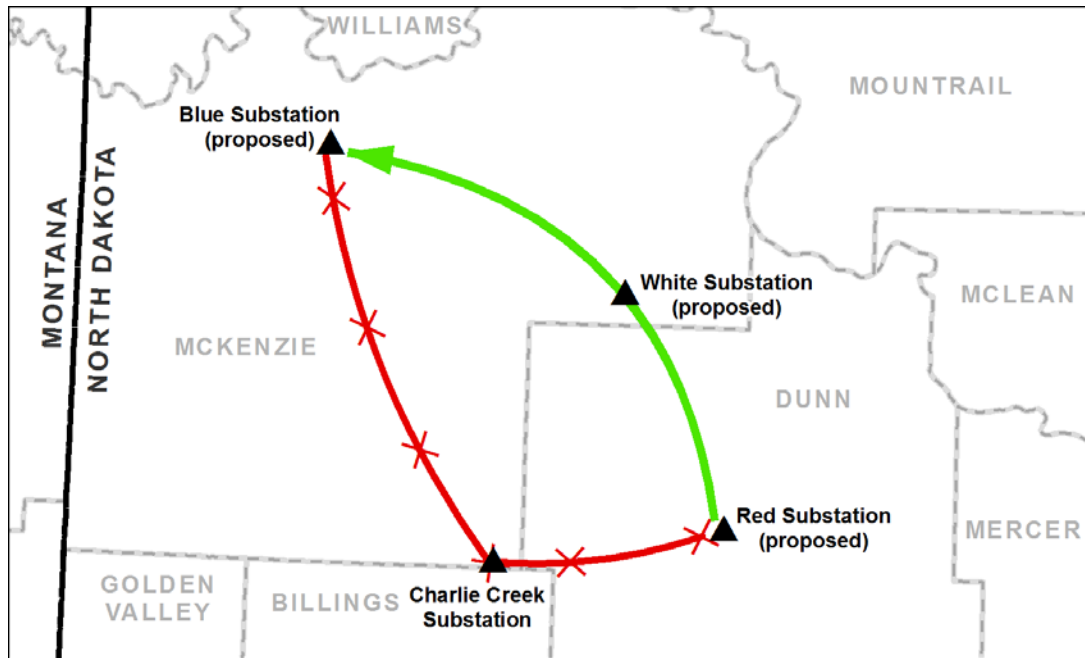 WILLIAMS
MOUNTRAIL
Blue Substation
(proposed)
MONTANA
NORTH DAKOTA
White Substation
(proposed)
MCLEAN
MCKENZIE
DUNN
Red Substation
(proposed)
MERCER
GOLDEN
VALLEY
BILLINGS
Charlie Creek
Substation